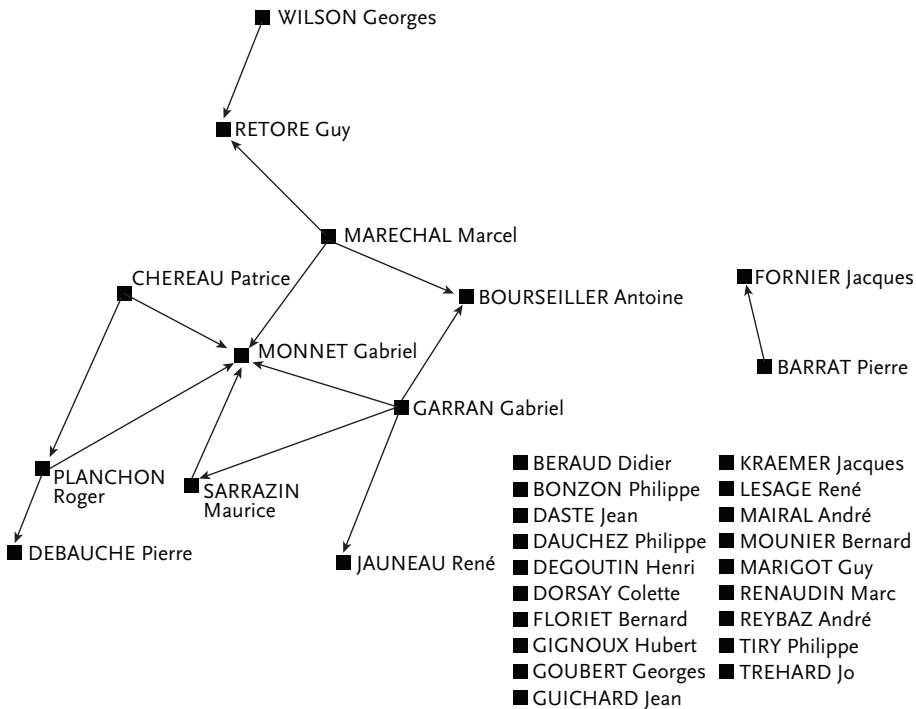 WILSON Georges
RETORE Guy
MARECHAL Marcel
CHEREAU Patrice
FORNIER Jacques
BOURSEILLER Antoine
MONNET Gabriel
BARRAT Pierre
GARRAN Gabriel
PLANCHON
Roger
SARRAZIN
Maurice
DEBAUCHE Pierre
JAUNEAU René
BERAUD Didier
BONZON Philippe
DASTE Jean
DAUCHEZ Philippe
DEGOUTIN Henri
DORSAY Colette
FLORIET Bernard
GIGNOUX Hubert
GOUBERT Georges
GUICHARD Jean
KRAEMER Jacques
LESAGE René
MAIRAL André
MOUNIER Bernard
MARIGOT Guy
RENAUDIN Marc
REYBAZ André
TIRY Philippe
TREHARD Jo